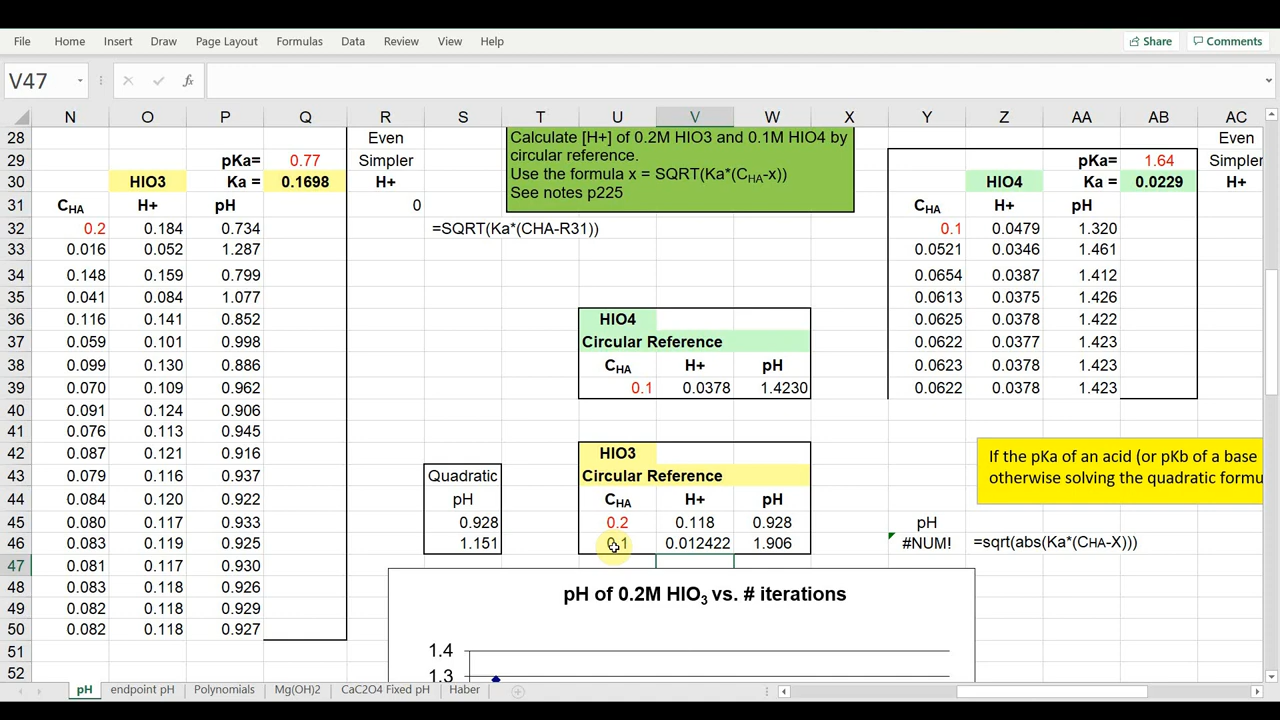 File Home Insert Draw Page Layout Formulas Data Review View Help Share Comments
V47 fx
N O P Q R S T U V W X Y Z AA AB AC
28 Even Calculate [H+] of 0.2M HIO3 and 0.1M HIO4 by Even
29 pKa= 0.77 Simpler circular reference. pKa= 1.64 Simpler
30 HIO3 Ka = 0.1698 H+ Use the formula x = SQRT(Ka*(CHA-x)) HIO4 Ka = 0.0229 H+
See notes p225
31 CHA H+ pH 0 CHA H+ pH
32 0.2 0.184 0.734 =SQRT(Ka*(CHA-R31)) 0.1 0.0479 1.320
33 0.016 0.052 1.287 0.0521 0.0346 1.461
34 0.148 0.159 0.799 0.0654 0.0387 1.412
35 0.041 0.084 1.077 0.0613 0.0375 1.426
36 0.116 0.141 0.852 HIO4 0.0625 0.0378 1.422
37 0.059 0.101 0.998 Circular Reference 0.0622 0.0377 1.423
38 0.099 0.130 0.886 CHA H+ pH 0.0623 0.0378 1.423
39 0.070 0.109 0.962 0.1 0.0378 1.4230 0.0622 0.0378 1.423
40 0.091 0.124 0.906
41 0.076 0.113 0.945
42 0.087 0.121 0.916 HIO3 If the pKa of an acid (or pKb of a base
43 0.079 0.116 0.937 Quadratic Circular Reference otherwise solving the quadratic formu
44 0.084 0.120 0.922 pH CHA H+ pH
45 0.080 0.117 0.933 0.928 0.2 0.118 0.928 pH
46 0.083 0.119 0.925 1.151 0.1 0.012422 1.906 #NUM! =sqrt(abs(Ka*(CHA-X)))
47 0.081 0.117 0.930
48 0.083 0.118 0.926 pH of 0.2M HIO3 vs. # iterations
49 0.082 0.118 0.929
50 0.082 0.118 0.927
51 1.4
52 1.3
pH endpoint pH Polynomials Mg(OH)2 CaC2O4 Fixed pH Haber